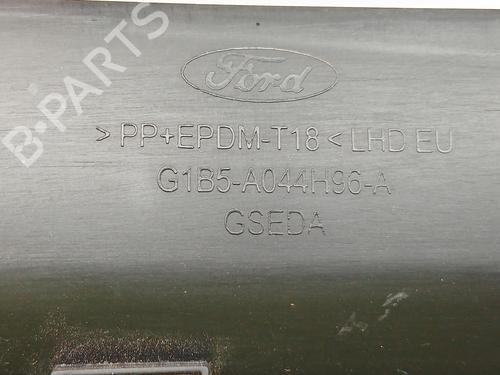 B-PARTS
Ford
> PP+EPDM-T18 < LHD EU
G1B5-A044H96-A
GSEDA